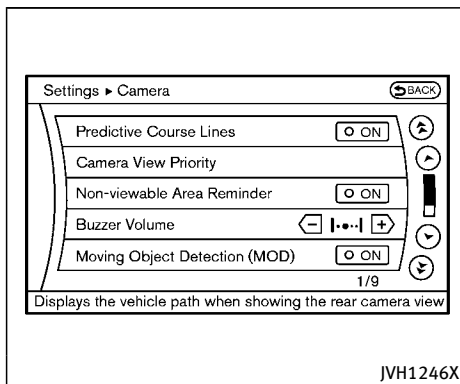 Settings ▸ Camera BACK
Predictive Course Lines ON
Camera View Priority
Non-viewable Area Reminder ON
Buzzer Volume − +
Moving Object Detection (MOD) ON
1/9
Displays the vehicle path when showing the rear camera view
JVH1246X